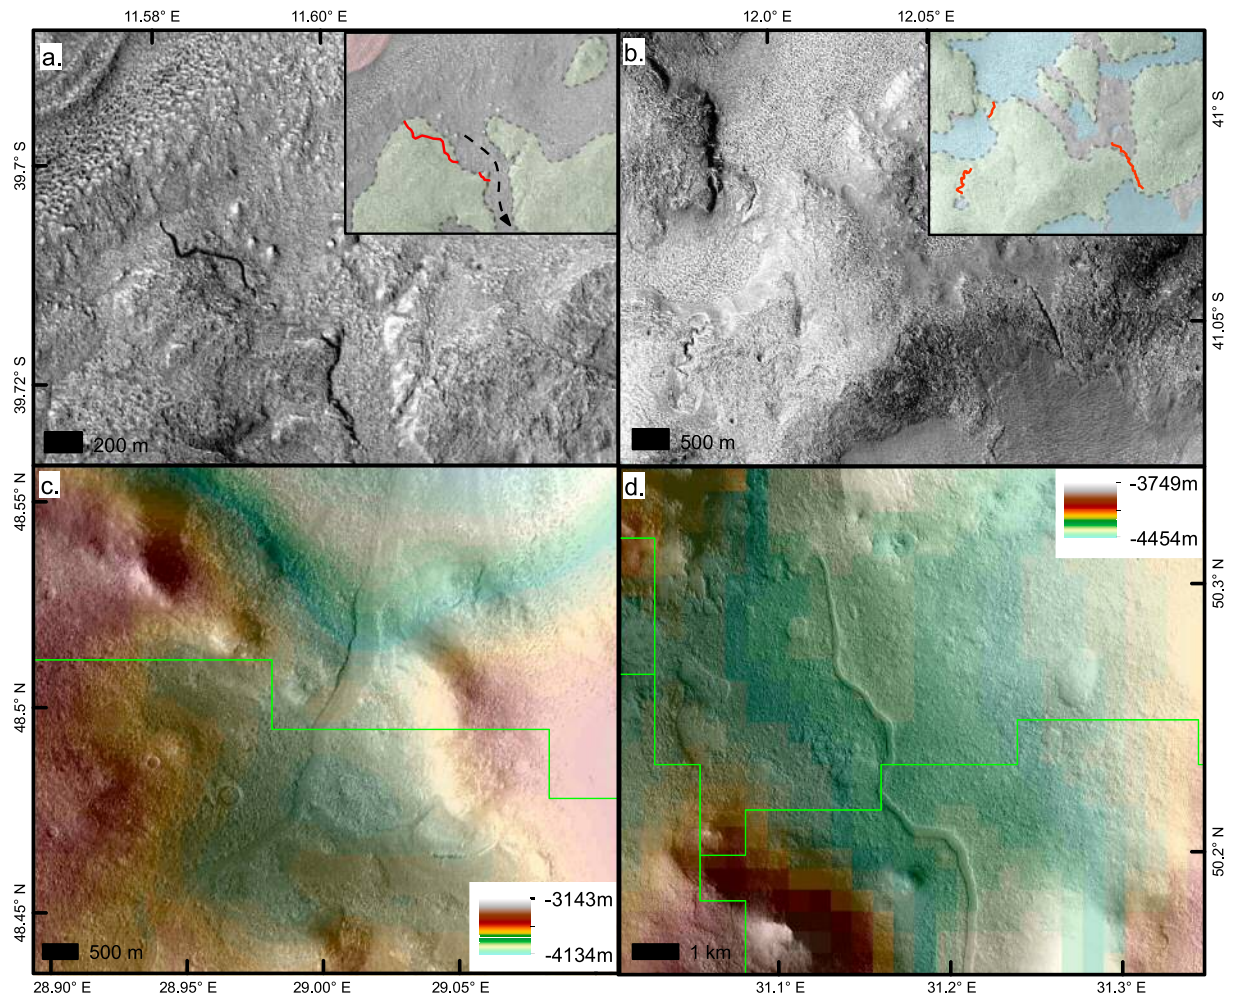 11.58° E
11.60° E
12.0° E
12.05° E
a.
b.
39.7° S
39.72° S
41° S
41.05° S
200 m
500 m
c.
d.
48.55° N
48.5° N
48.45° N
-3749m
-4454m
50.3° N
50.2° N
-3143m
-4134m
500 m
1 km
28.90° E
28.95° E
29.00° E
29.05° E
31.1° E
31.2° E
31.3° E